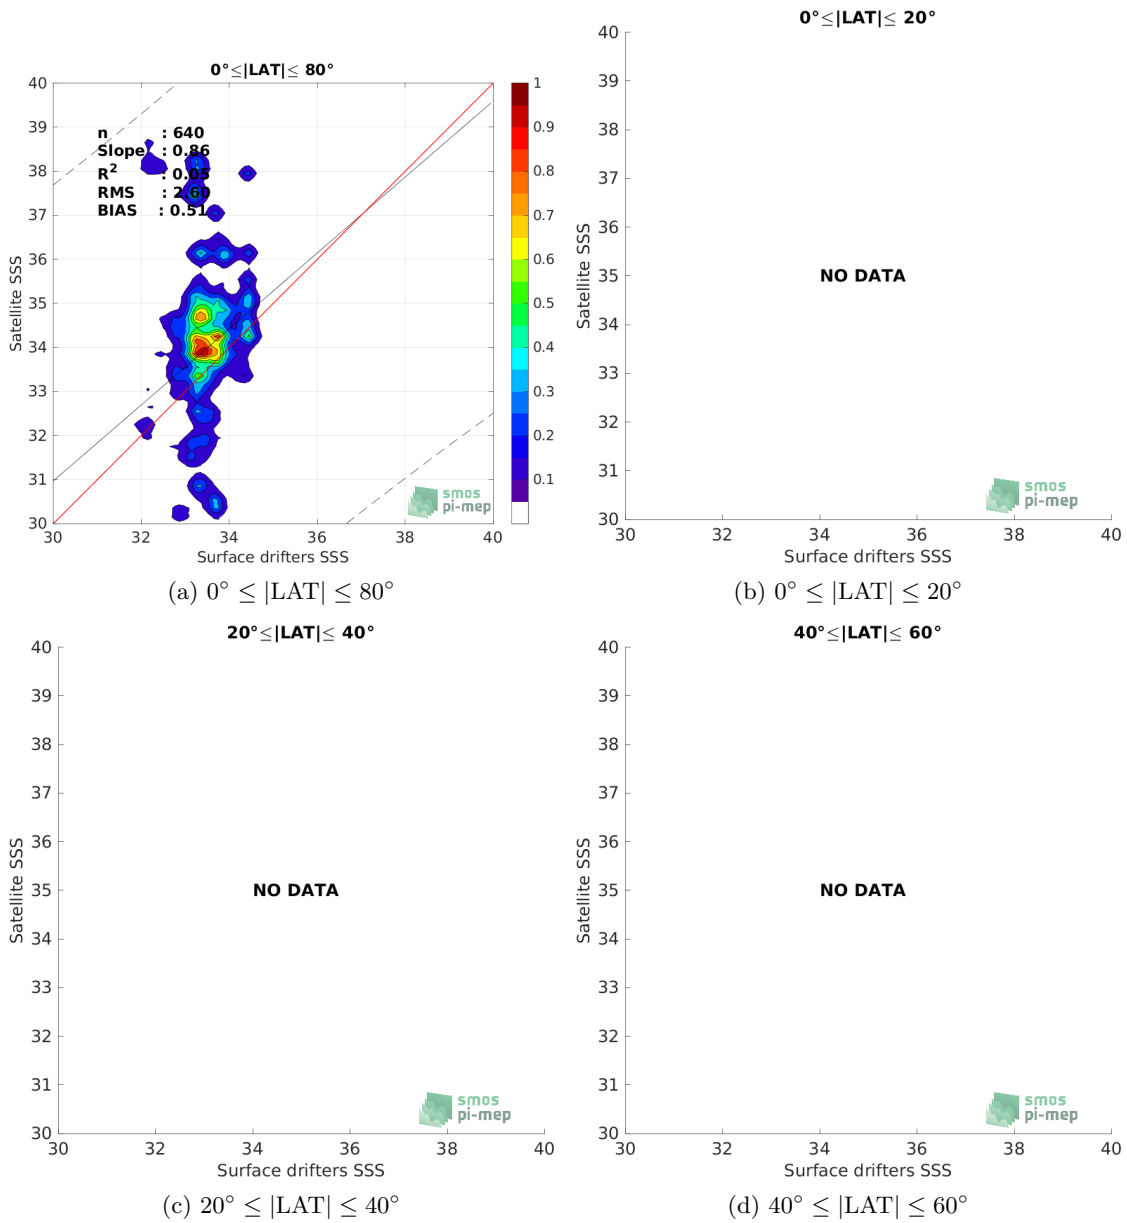 0°≤|LAT|≤ 80°
n : 640
Slope : 0.86
R² : 0.05
RMS : 2.60
BIAS : 0.51
40
39
38
37
36
35
34
33
32
31
30
Satellite SSS
30 32 34 36 38 40
Surface drifters SSS
1
0.9
0.8
0.7
0.6
0.5
0.4
0.3
0.2
0.1
smos
pi-mep
(a) 0° ≤ |LAT| ≤ 80°
0°≤|LAT|≤ 20°
40
39
38
37
36
35
34
33
32
31
30
Satellite SSS
NO DATA
smos
pi-mep
30 32 34 36 38 40
Surface drifters SSS
(b) 0° ≤ |LAT| ≤ 20°
20°≤|LAT|≤ 40°
40
39
38
37
36
35
34
33
32
31
30
Satellite SSS
NO DATA
smos
pi-mep
30 32 34 36 38 40
Surface drifters SSS
(c) 20° ≤ |LAT| ≤ 40°
40°≤|LAT|≤ 60°
40
39
38
37
36
35
34
33
32
31
30
Satellite SSS
NO DATA
smos
pi-mep
30 32 34 36 38 40
Surface drifters SSS
(d) 40° ≤ |LAT| ≤ 60°